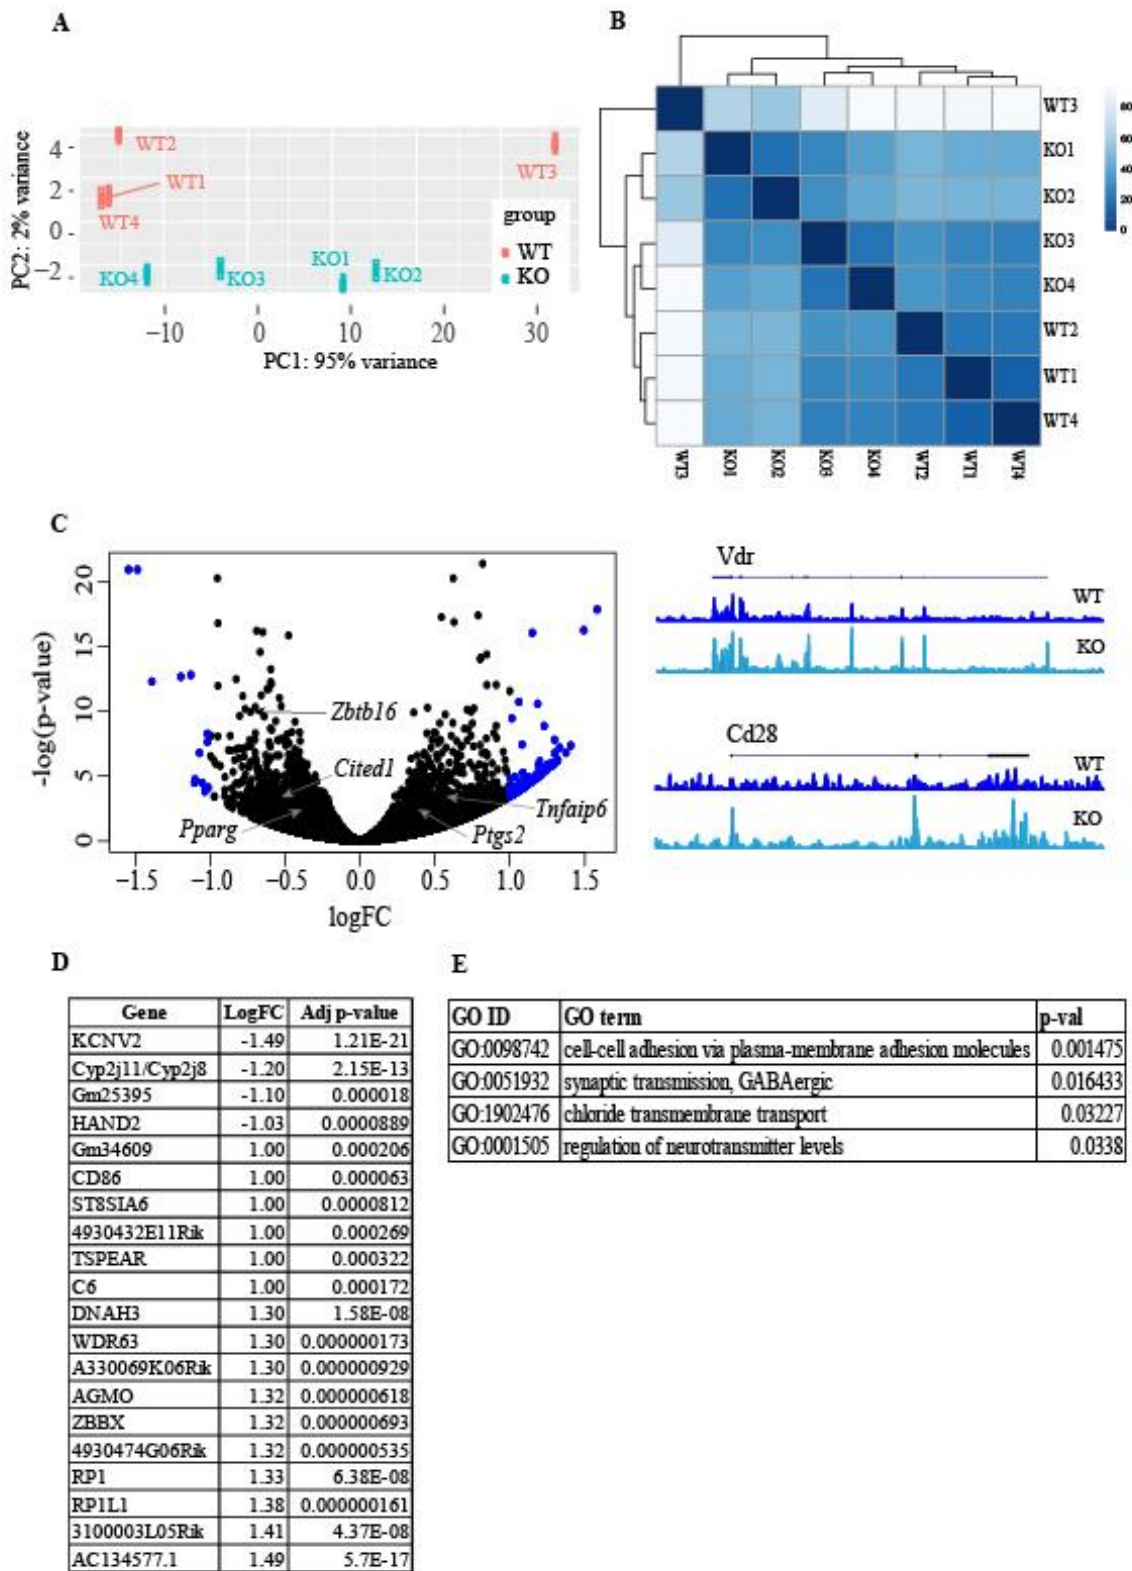 A
PC2: 2% variance
4
2
0
−2
WT2
WT1
WT4
WT3
KO4
KO3
KO1
KO2
group
WT
KO
−10
0
10
20
30
PC1: 95% variance
B
WT3
KO1
KO2
KO3
KO4
WT2
WT1
WT4
WT3
KO1
KO2
KO3
KO4
WT2
WT1
WT4
80
60
40
20
0
C
-log(p-value)
20
15
10
5
0
Zbtb16
Cited1
Pparg
Tnfaip6
Ptgs2
−1.5
−1.0
−0.5
0.0
0.5
1.0
1.5
logFC
Vdr
WT
KO
Cd28
WT
KO
D
Gene LogFC Adj p-value
KCNV2 -1.49 1.21E-21
Cyp2j11/Cyp2j8 -1.20 2.15E-13
Gm25395 -1.10 0.000018
HAND2 -1.03 0.0000889
Gm34609 1.00 0.000206
CD86 1.00 0.000063
ST8SIA6 1.00 0.0000812
4930432E11Rik 1.00 0.000269
TSPEAR 1.00 0.000322
C6 1.00 0.000172
DNAH3 1.30 1.58E-08
WDR63 1.30 0.000000173
A330069K06Rik 1.30 0.000000929
AGMO 1.32 0.000000618
ZBBX 1.32 0.000000693
4930474G06Rik 1.32 0.000000535
RP1 1.33 6.38E-08
RP1L1 1.38 0.000000161
3100003L05Rik 1.41 4.37E-08
AC134577.1 1.49 5.7E-17
E
GO ID GO term p-val
GO:0098742 cell-cell adhesion via plasma-membrane adhesion molecules 0.001475
GO:0051932 synaptic transmission, GABAergic 0.016433
GO:1902476 chloride transmembrane transport 0.03227
GO:0001505 regulation of neurotransmitter levels 0.0338